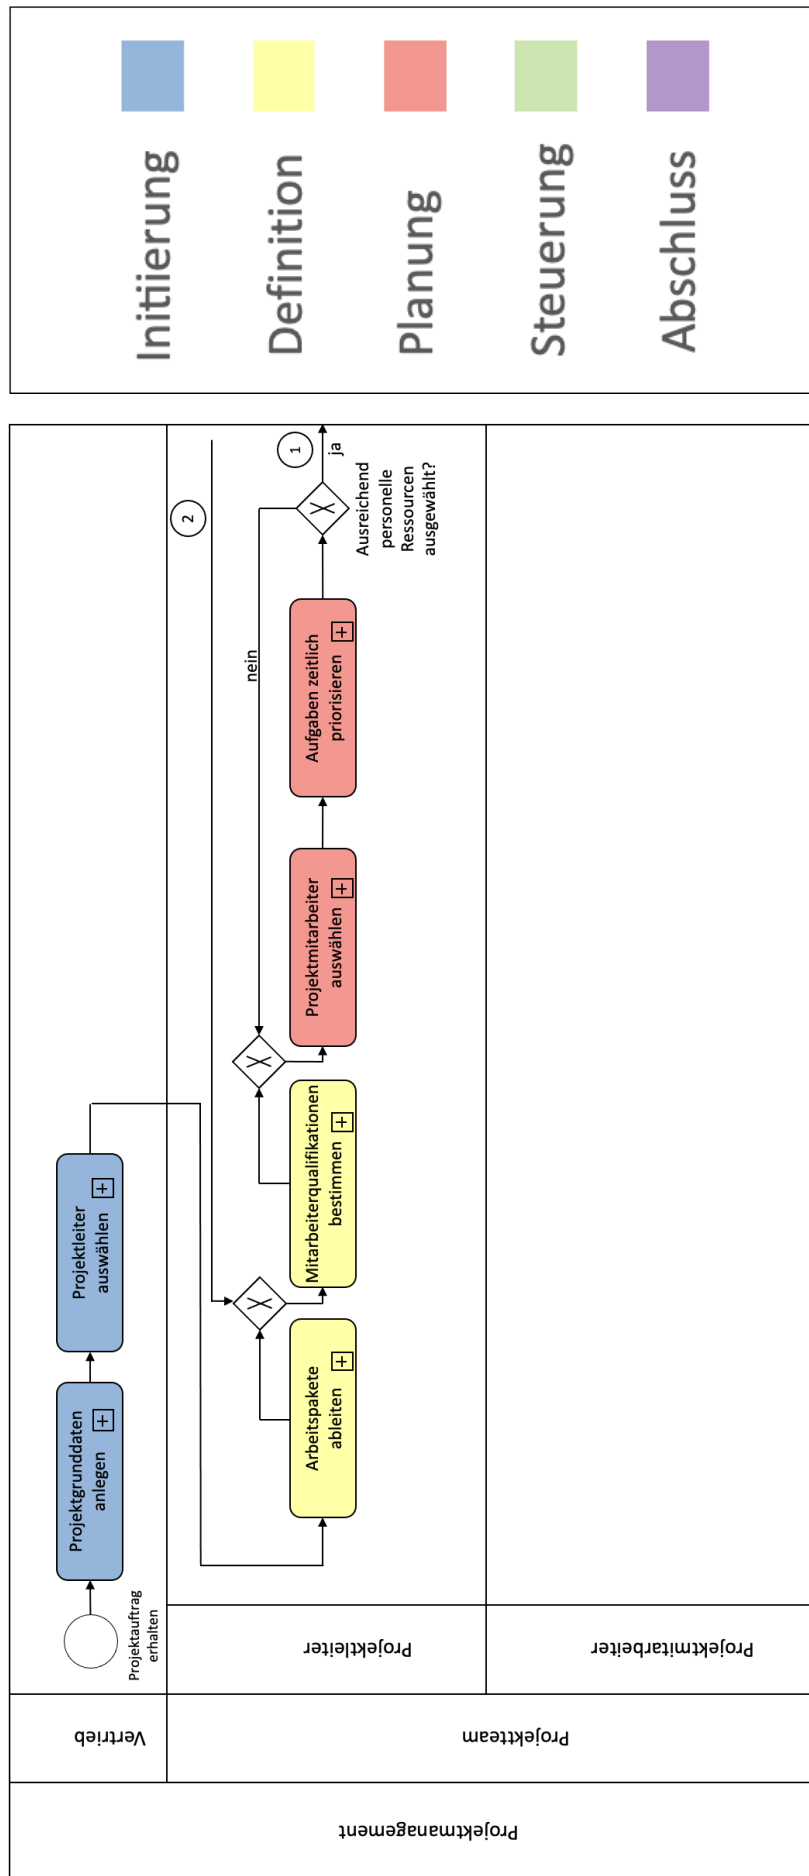 Projektmanagement
Vertrieb
Projektteam
Projektleiter
Projektmitarbeiter
Projektauftrag
erhalten
Projektgrunddaten
anlegen
Projektleiter
auswählen
Arbeitspakete
ableiten
Mitarbeiterqualifikationen
bestimmen
Projektmitarbeiter
auswählen
Aufgaben zeitlich
priorisieren
nein
2
1
ja
Ausreichend
personelle
Ressourcen
ausgewählt?
Initiierung
Definition
Planung
Steuerung
Abschluss